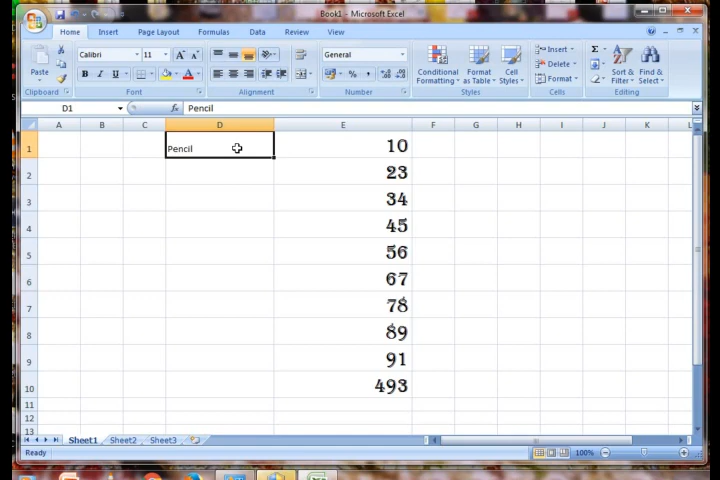 Book1 - Microsoft Excel
Home Insert Page Layout Formulas Data Review View
Paste
Calibri 11
B I U
General
% ,
Conditional Formatting
Format as Table
Cell Styles
Insert
Delete
Format
Σ
Sort & Filter
Find & Select
Clipboard Font Alignment Number Styles Cells Editing
D1 fx Pencil
A B C D E F G H I J K L
1 Pencil 10
2 23
3 34
4 45
5 56
6 67
7 78
8 89
9 91
10 493
11
12
13
Sheet1 Sheet2 Sheet3
Ready 100%